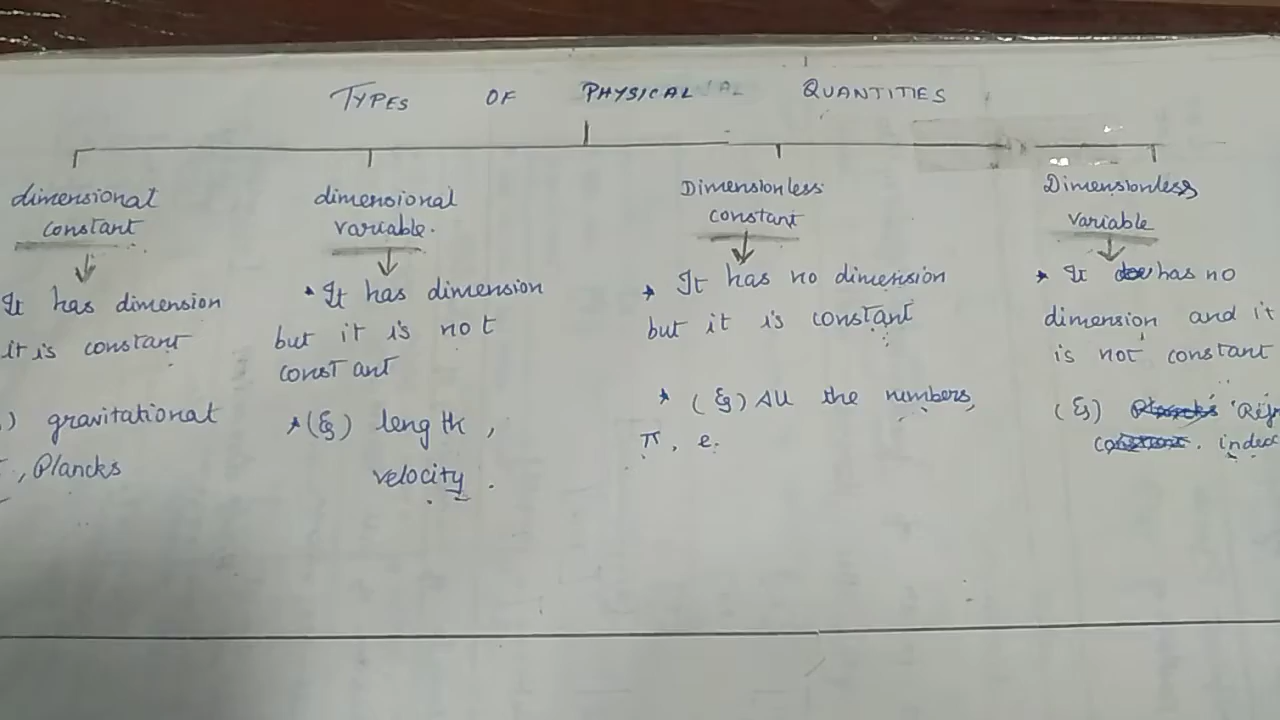 TYPES OF PHYSICAL QUANTITIES
dimensional
constant
It has dimension
it is constant
) gravitational
, Plancks
dimensional
variable.
* It has dimension
but it is not
constant
* (Eg) length,
velocity.
Dimensionless
constant
* It has no dimension
but it is constant
* (Eg) All the numbers,
π, e.
Dimensionless
variable
* It has no
dimension and it
is not constant
(Eg)
index